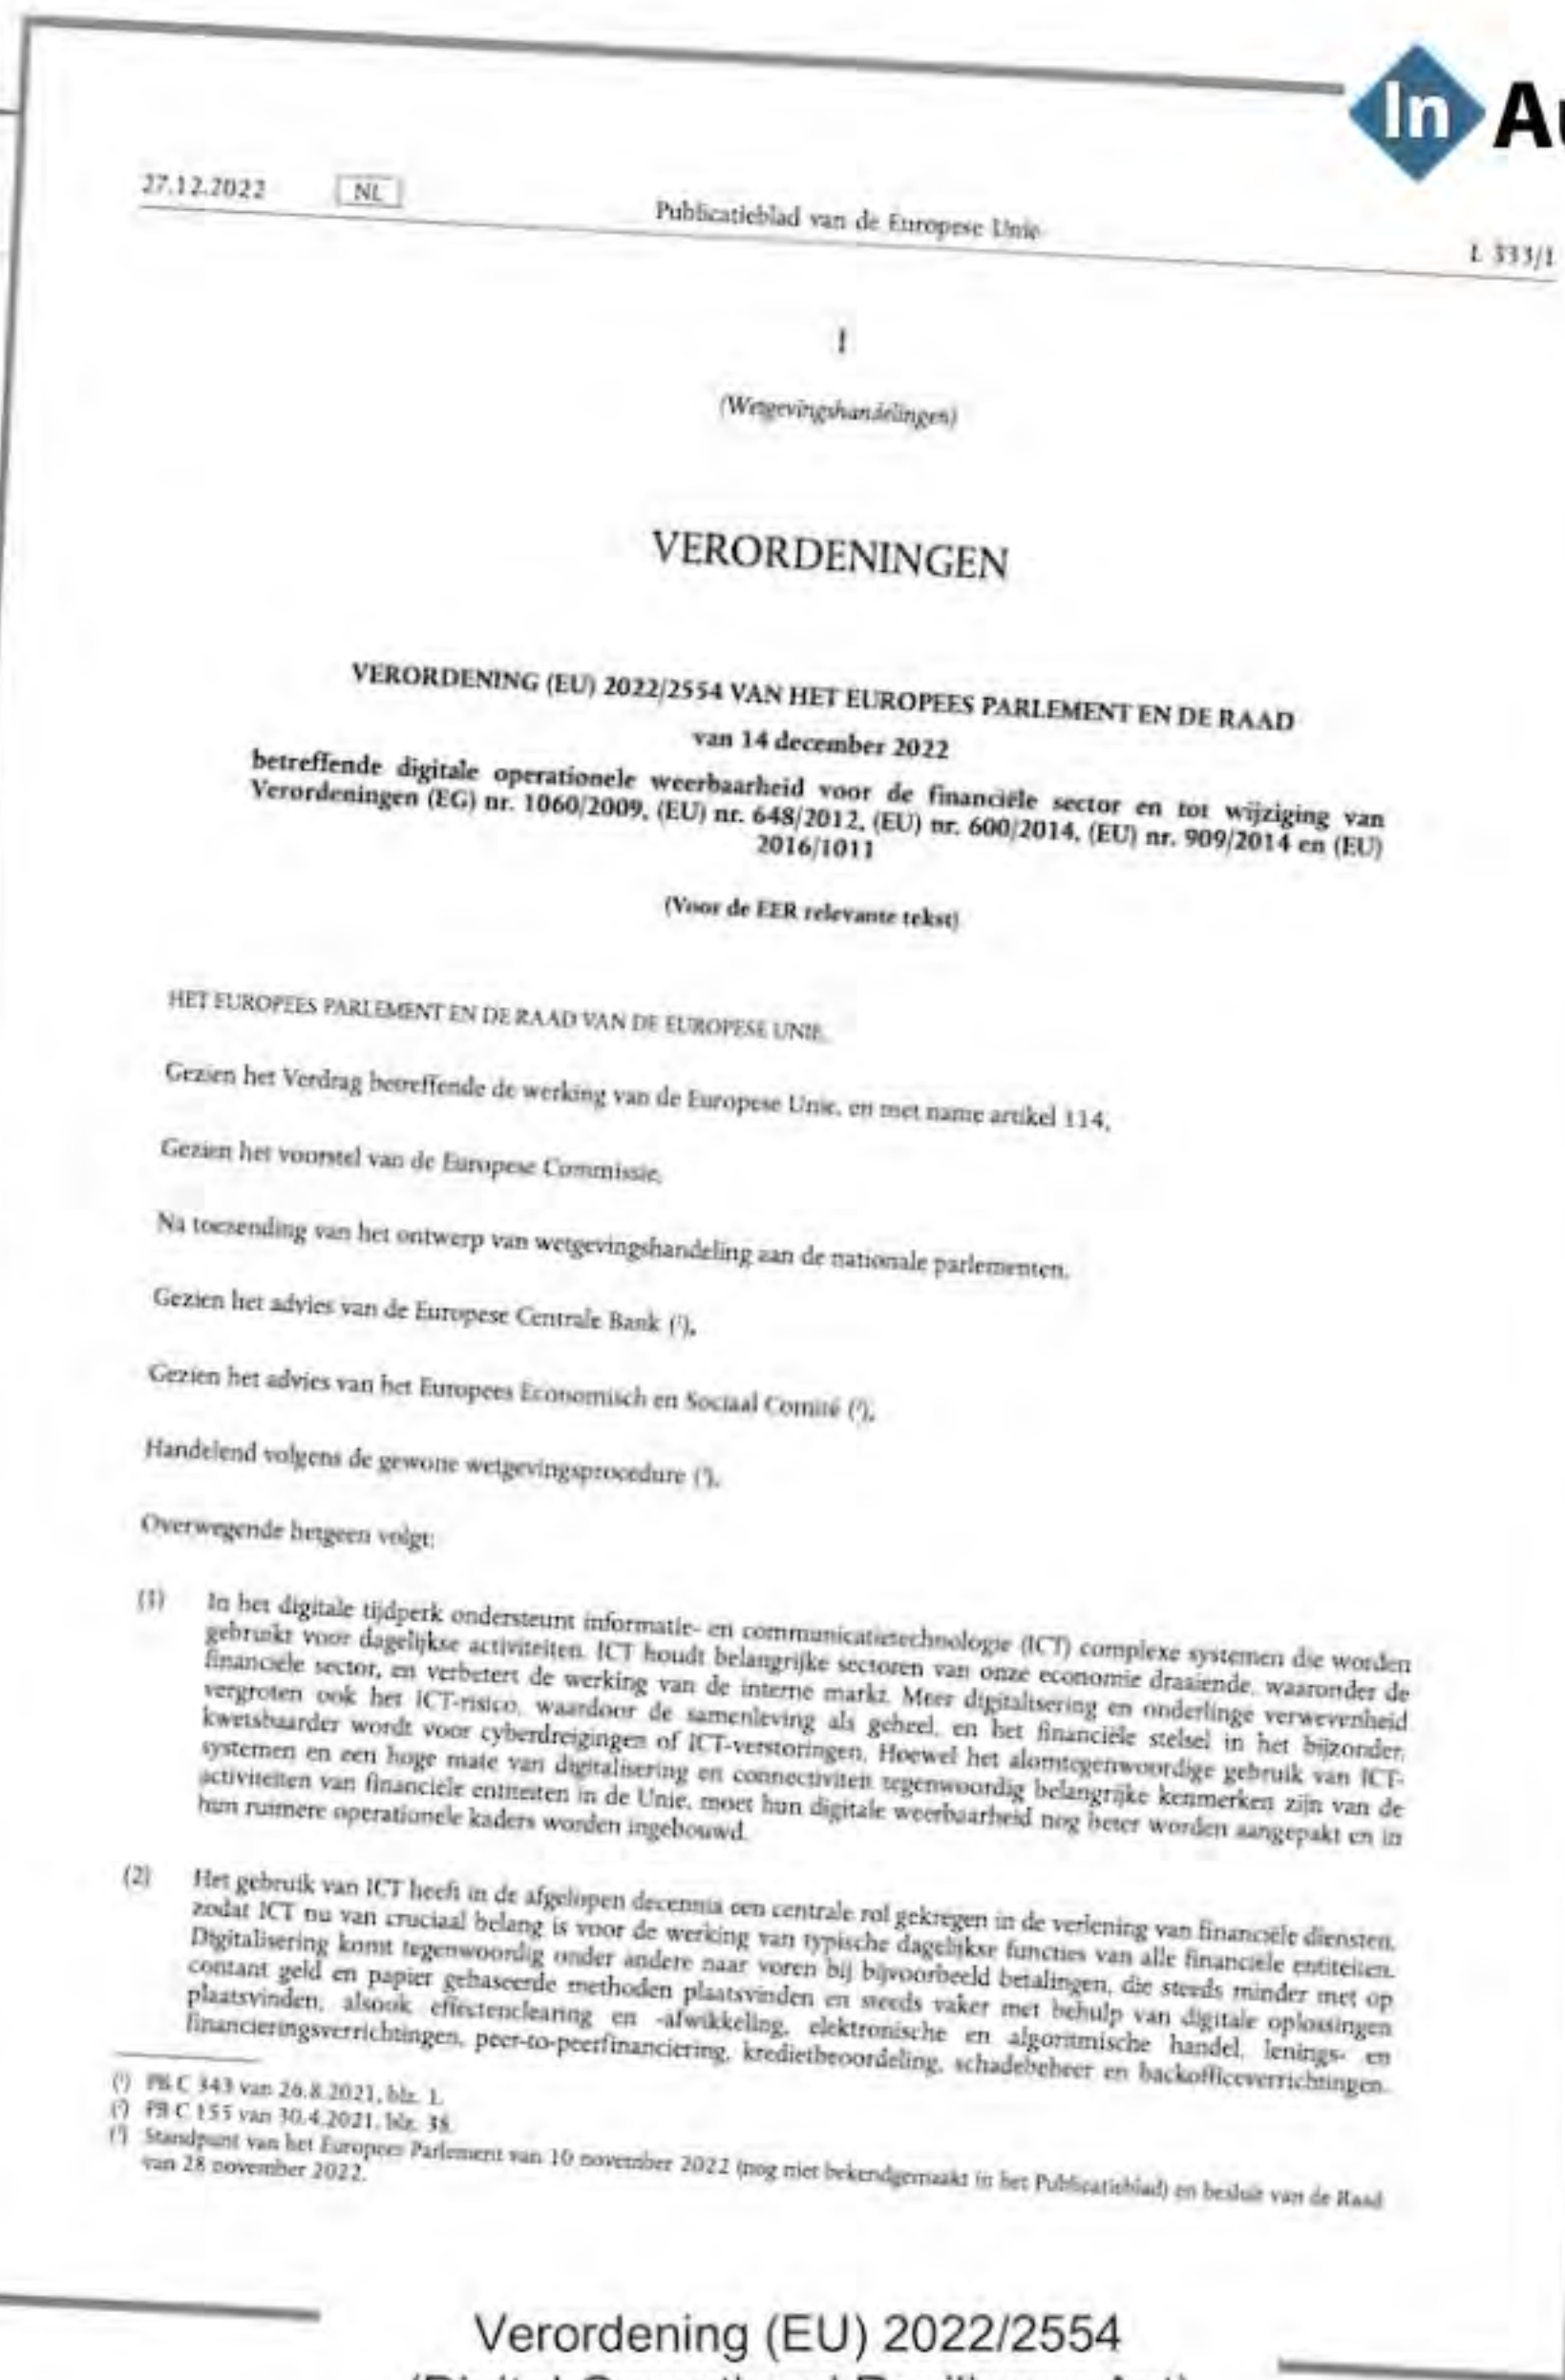 In Au
27.12.2022 NL Publicatieblad van de Europese Unie L 333/1
I
(Wetgevingshandelingen)
VERORDENINGEN
VERORDENING (EU) 2022/2554 VAN HET EUROPEES PARLEMENT EN DE RAAD
van 14 december 2022
betreffende digitale operationele weerbaarheid voor de financiële sector en tot wijziging van
Verordeningen (EG) nr. 1060/2009, (EU) nr. 648/2012, (EU) nr. 600/2014, (EU) nr. 909/2014 en (EU)
2016/1011
(Voor de EER relevante tekst)
HET EUROPEES PARLEMENT EN DE RAAD VAN DE EUROPESE UNIE,
Gezien het Verdrag betreffende de werking van de Europese Unie, en met name artikel 114,
Gezien het voorstel van de Europese Commissie,
Na toezending van het ontwerp van wetgevingshandeling aan de nationale parlementen,
Gezien het advies van de Europese Centrale Bank (¹),
Gezien het advies van het Europees Economisch en Sociaal Comité (²),
Handelend volgens de gewone wetgevingsprocedure (³),
Overwegende hetgeen volgt:
(1) In het digitale tijdperk ondersteunt informatie- en communicatietechnologie (ICT) complexe systemen die worden
gebruikt voor dagelijkse activiteiten. ICT houdt belangrijke sectoren van onze economie draaiende, waaronder de
financiële sector, en verbetert de werking van de interne markt. Meer digitalisering en onderlinge verwevenheid
vergroten ook het ICT-risico, waardoor de samenleving als geheel, en het financiële stelsel in het bijzonder,
kwetsbaarder wordt voor cyberdreigingen of ICT-verstoringen. Hoewel het alomtegenwoordige gebruik van ICT-
systemen en een hoge mate van digitalisering en connectiviteit tegenwoordig belangrijke kenmerken zijn van de
activiteiten van financiële entiteiten in de Unie, moet hun digitale weerbaarheid nog beter worden aangepakt en in
hun ruimere operationele kaders worden ingebouwd.
(2) Het gebruik van ICT heeft in de afgelopen decennia een centrale rol gekregen in de verlening van financiële diensten,
zodat ICT nu van cruciaal belang is voor de werking van typische dagelijkse functies van alle financiële entiteiten.
Digitalisering komt tegenwoordig onder andere naar voren bij bijvoorbeeld betalingen, die steeds minder met op
contant geld en papier gebaseerde methoden plaatsvinden en steeds vaker met behulp van digitale oplossingen
plaatsvinden, alsook effectenclearing en -afwikkeling, elektronische en algoritmische handel, lenings- en
financieringsverrichtingen, peer-to-peerfinanciering, kredietbeoordeling, schadebeheer en backofficeverrichtingen.
(¹) PB C 343 van 26.8.2021, blz. 1.
(²) PB C 155 van 30.4.2021, blz. 38.
(³) Standpunt van het Europees Parlement van 10 november 2022 (nog niet bekendgemaakt in het Publicatieblad) en besluit van de Raad
van 28 november 2022.
Verordening (EU) 2022/2554
(Digital Operational Resilience Act)